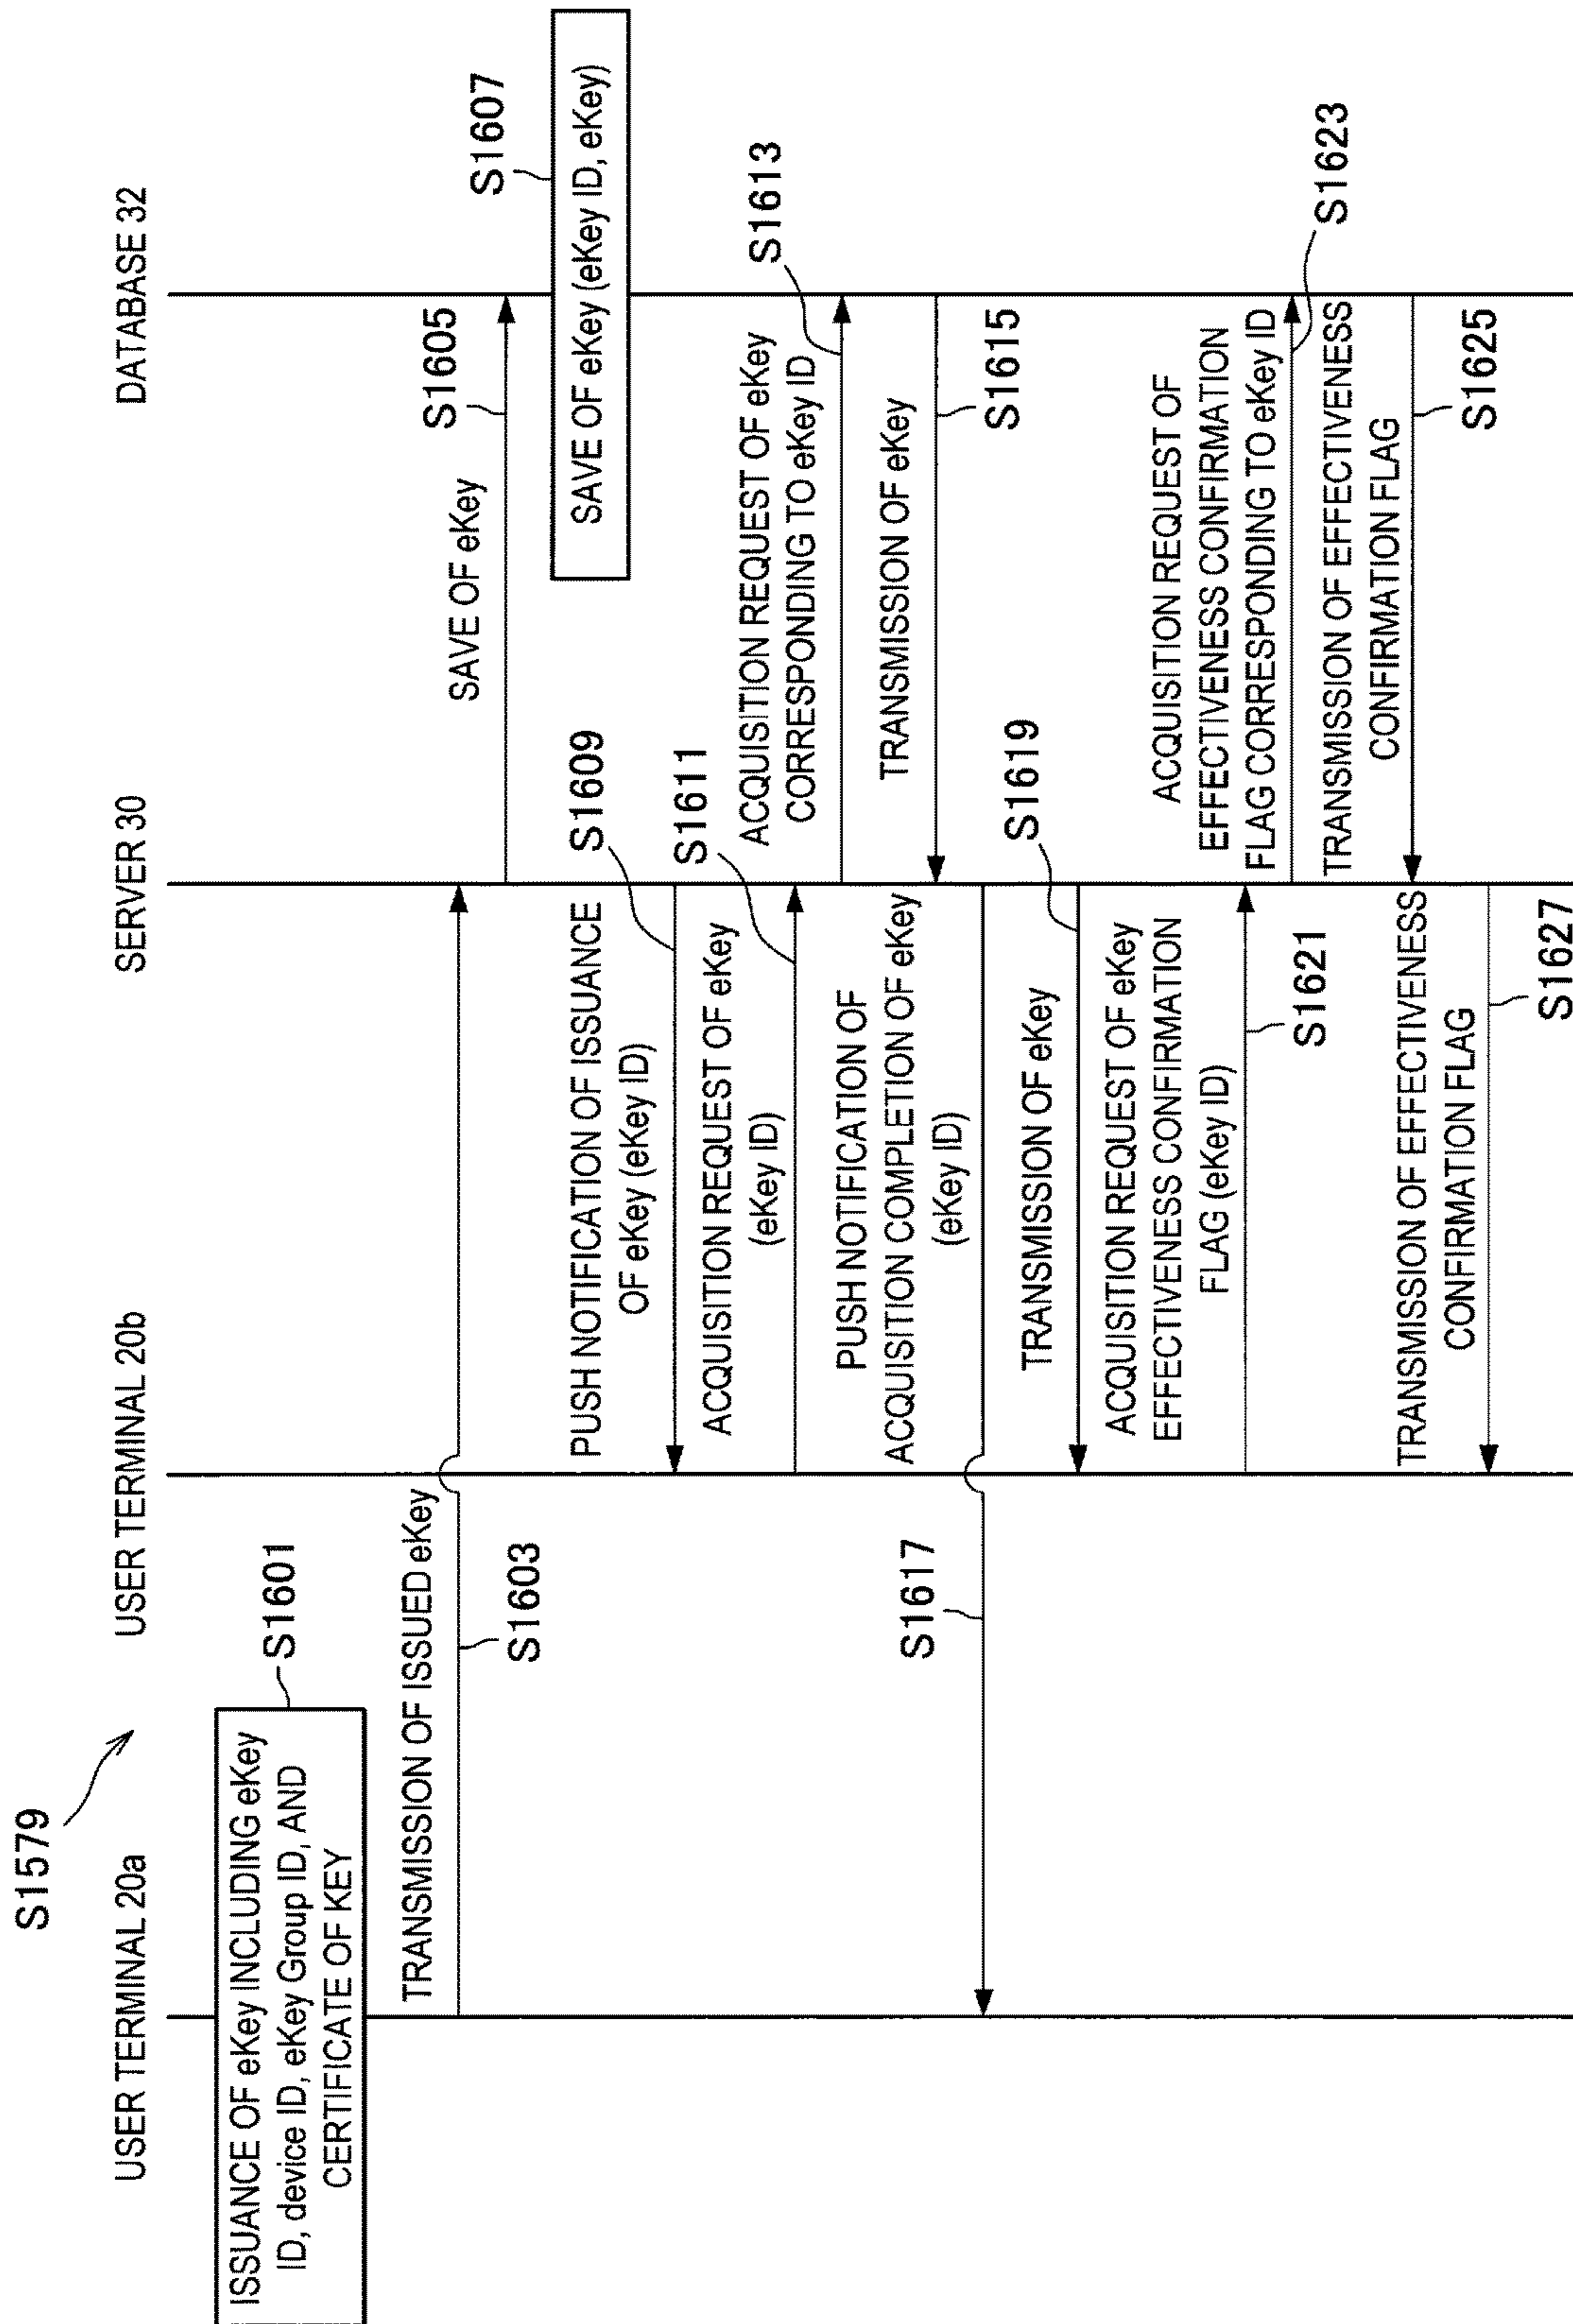 S1579
USER TERMINAL 20a
USER TERMINAL 20b
SERVER 30
DATABASE 32
ISSUANCE OF eKey INCLUDING eKey
ID, device ID, eKey Group ID, AND
CERTIFICATE OF KEY
S1601
TRANSMISSION OF ISSUED eKey
S1603
SAVE OF eKey
S1605
SAVE OF eKey (eKey ID, eKey)
S1607
PUSH NOTIFICATION OF ISSUANCE
OF eKey (eKey ID)
S1609
ACQUISITION REQUEST OF eKey
(eKey ID)
S1611
ACQUISITION REQUEST OF eKey
CORRESPONDING TO eKey ID
S1613
TRANSMISSION OF eKey
S1615
PUSH NOTIFICATION OF
ACQUISITION COMPLETION OF eKey
(eKey ID)
S1617
TRANSMISSION OF eKey
S1619
ACQUISITION REQUEST OF eKey
EFFECTIVENESS CONFIRMATION
FLAG (eKey ID)
S1621
ACQUISITION REQUEST OF
EFFECTIVENESS CONFIRMATION
FLAG CORRESPONDING TO eKey ID
S1623
TRANSMISSION OF EFFECTIVENESS
CONFIRMATION FLAG
S1625
TRANSMISSION OF EFFECTIVENESS
CONFIRMATION FLAG
S1627